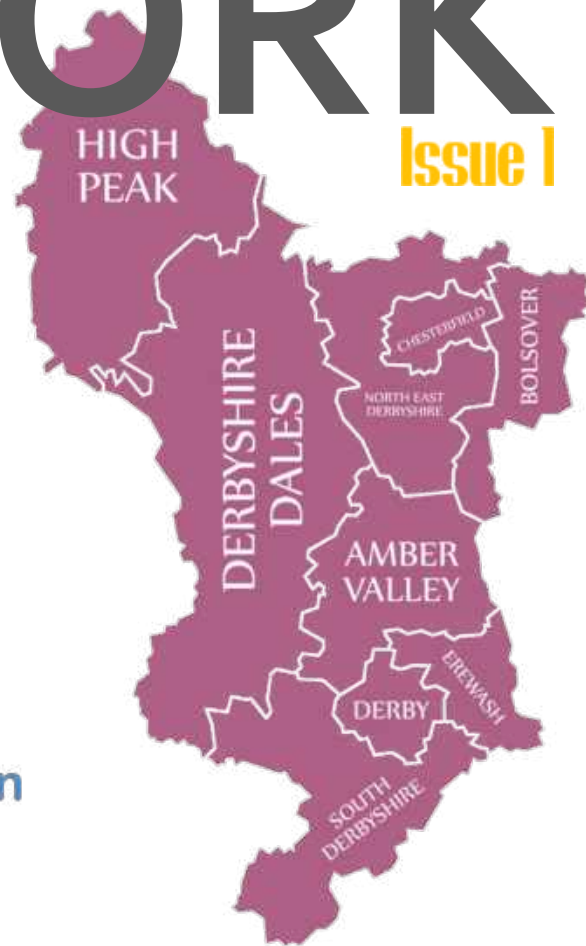 ORK
Issue 1
HIGH
PEAK
CHESTERFIELD
BOLSOVER
DERBYSHIRE
DALES
NORTH EAST
DERBYSHIRE
AMBER
VALLEY
EREWASH
DERBY
n
SOUTH
DERBYSHIRE